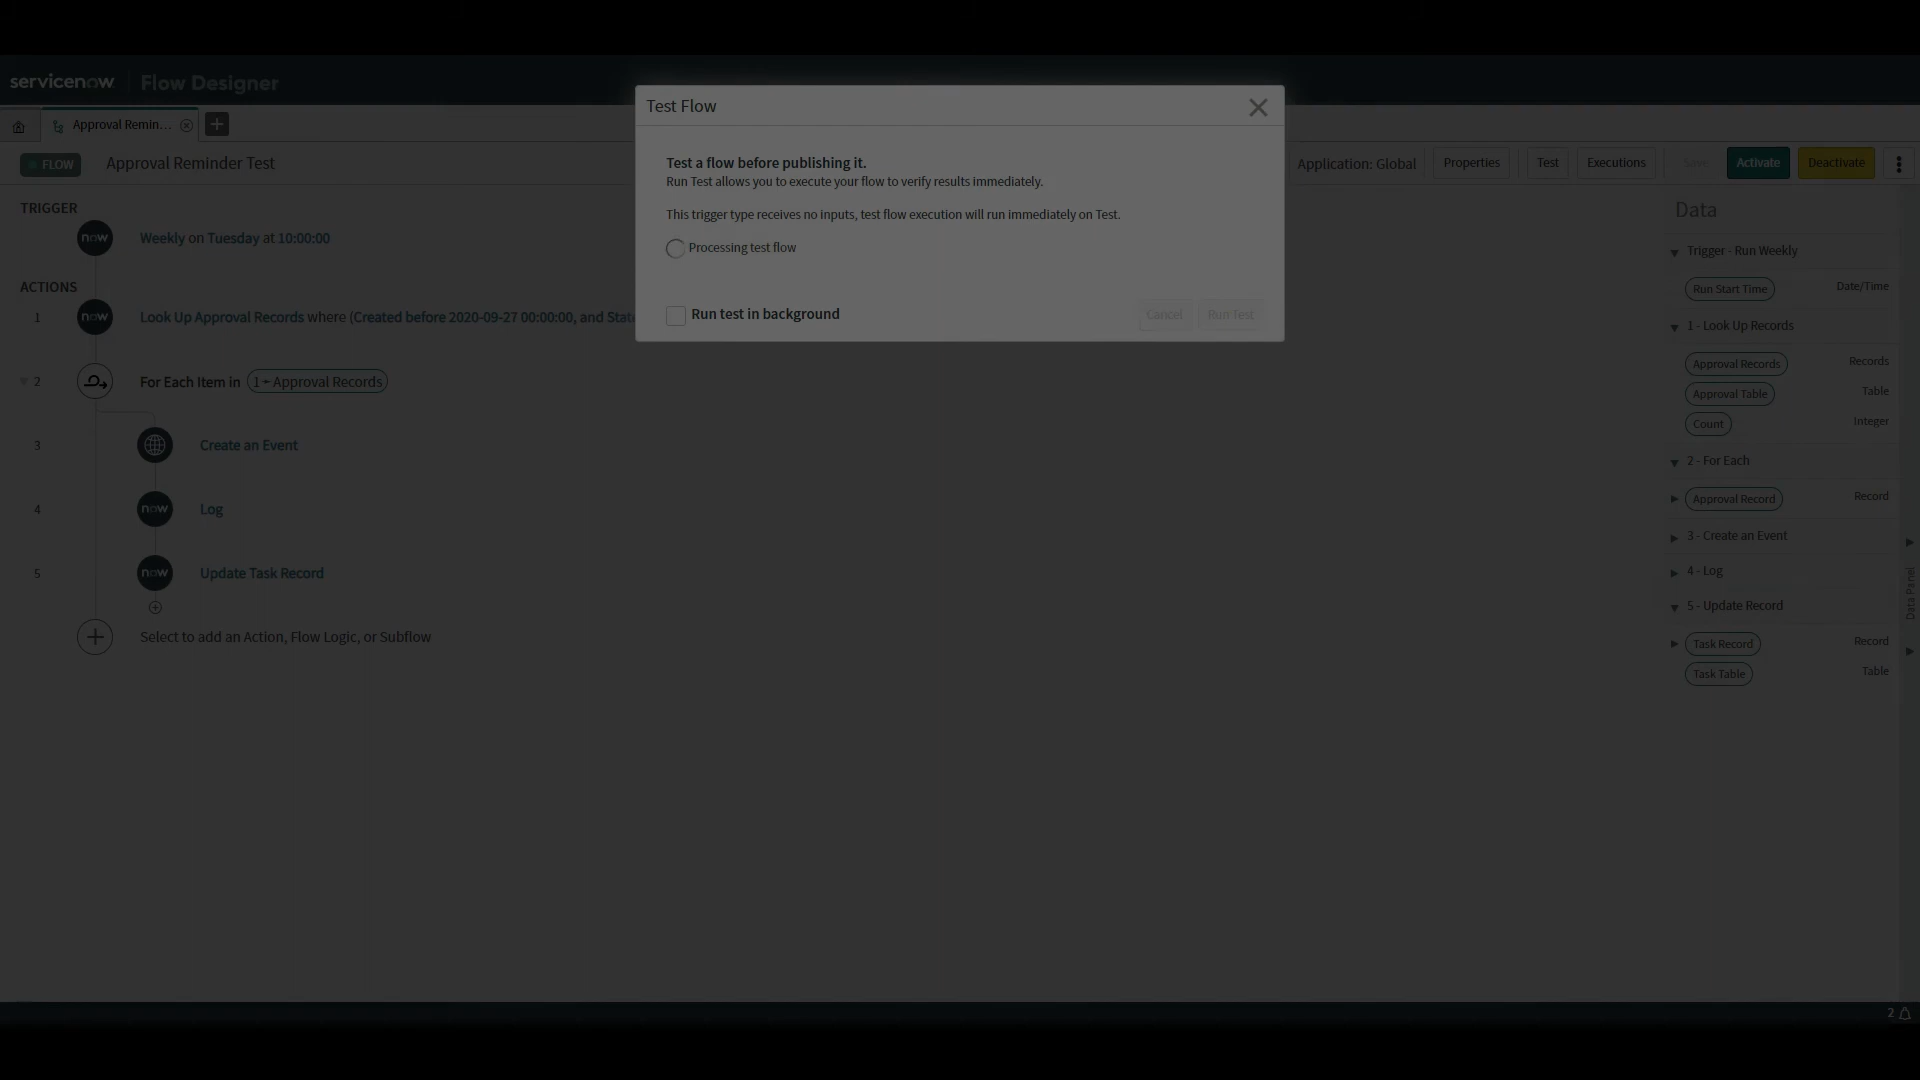 servicenow Flow Designer
Approval Remin...
FLOW Approval Reminder Test
Application: Global Properties Test Executions Save Activate Deactivate
Test Flow
Test a flow before publishing it.
Run Test allows you to execute your flow to verify results immediately.
This trigger type receives no inputs, test flow execution will run immediately on Test.
Processing test flow
Run test in background
Cancel Run Test
TRIGGER
now Weekly on Tuesday at 10:00:00
ACTIONS
1 now Look Up Approval Records where (Created before 2020-09-27 00:00:00, and State
2 For Each Item in 1 - Approval Records
3 Create an Event
4 now Log
5 now Update Task Record
Select to add an Action, Flow Logic, or Subflow
Data
Trigger - Run Weekly
Run Start Time Date/Time
1 - Look Up Records
Approval Records Records
Approval Table Table
Count Integer
2 - For Each
Approval Record Record
3 - Create an Event
4 - Log
5 - Update Record
Task Record Record
Task Table Table
Data Panel
2